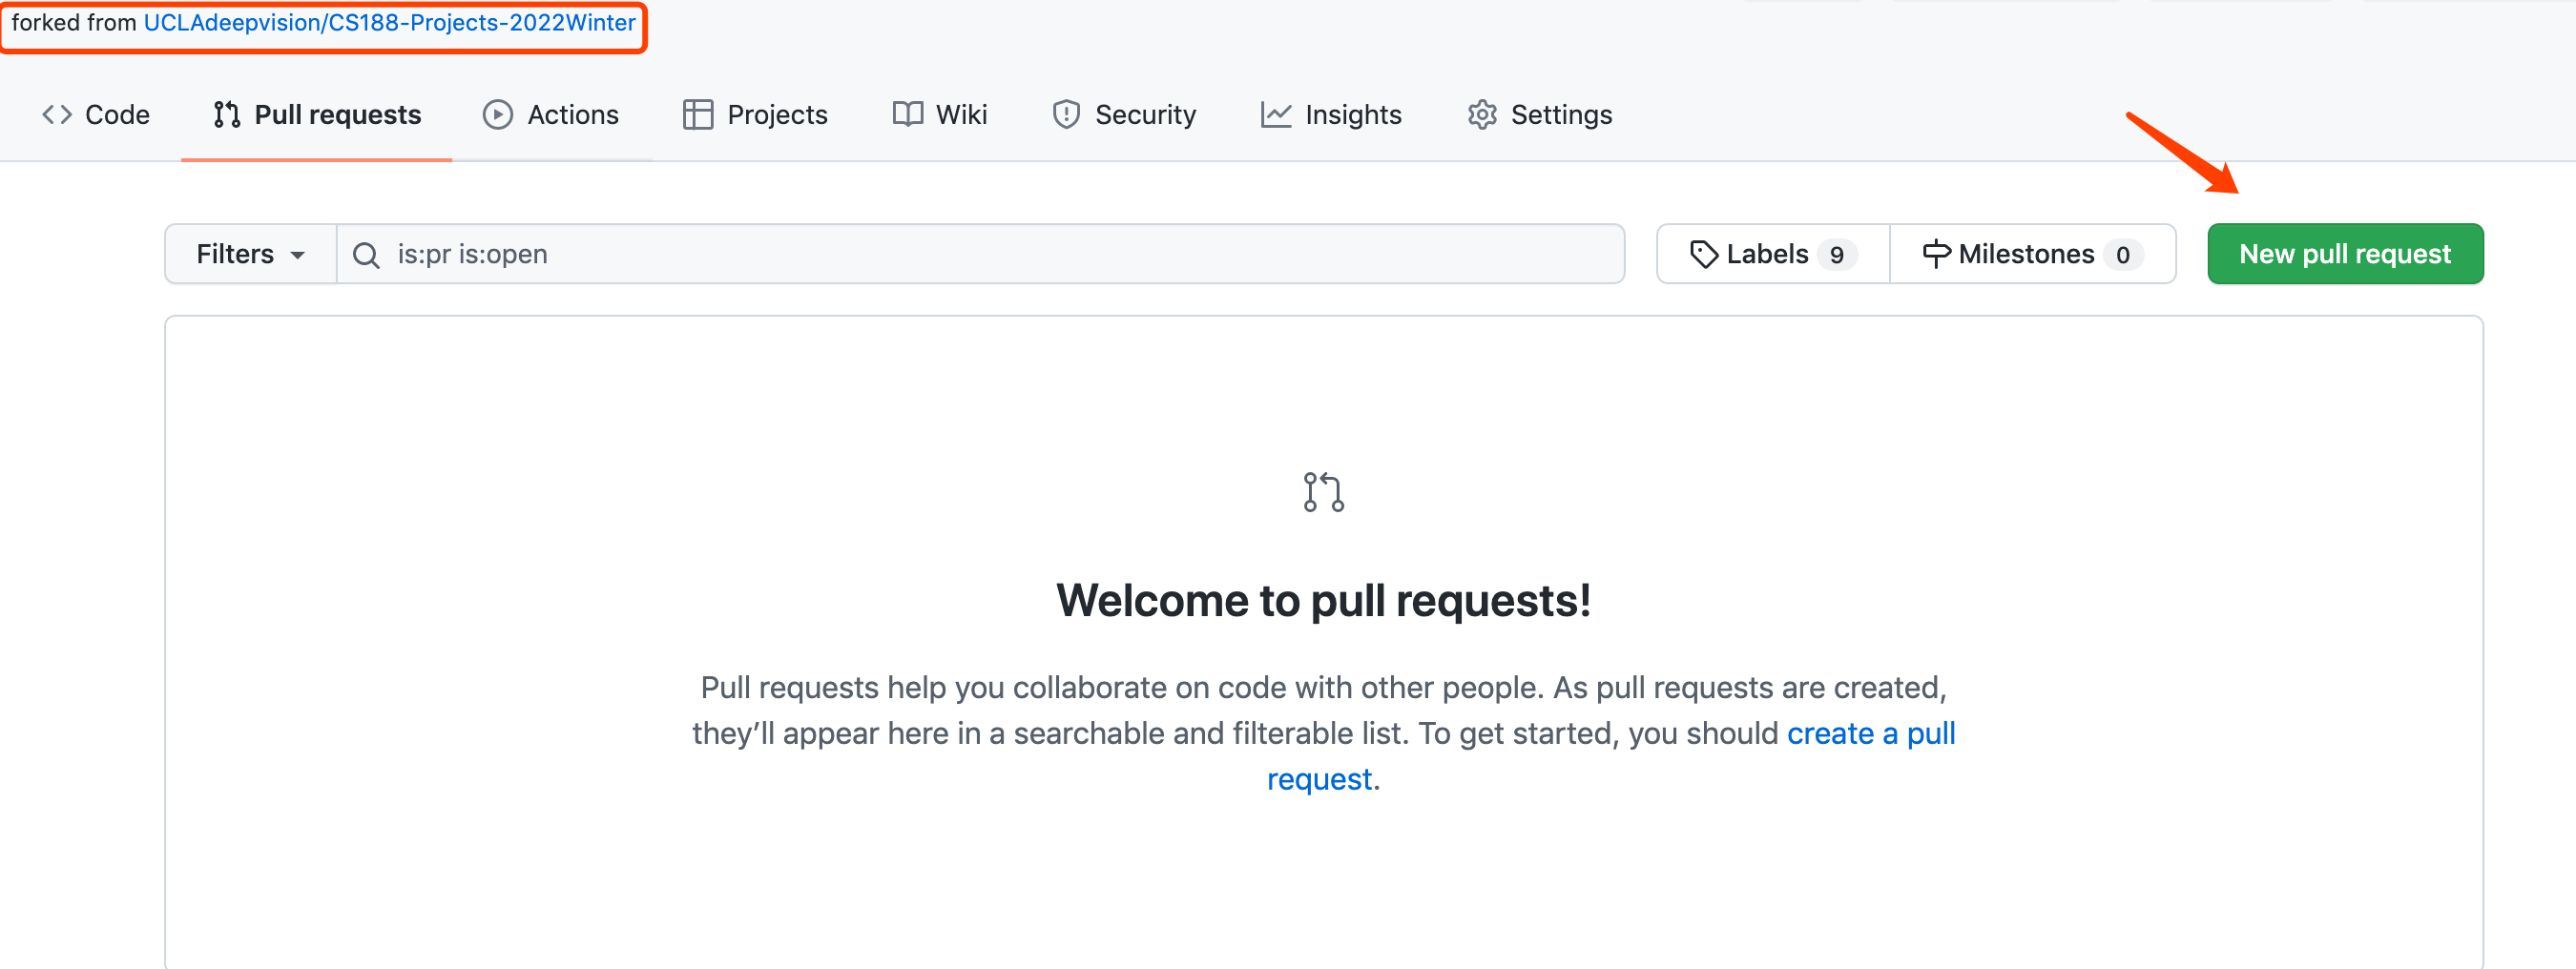 forked from UCLAdeepvision/CS188-Projects-2022Winter
Code Pull requests Actions Projects Wiki Security Insights Settings
Filters is:pr is:open Labels 9 Milestones 0 New pull request
Welcome to pull requests!
Pull requests help you collaborate on code with other people. As pull requests are created,
they’ll appear here in a searchable and filterable list. To get started, you should create a pull
request.